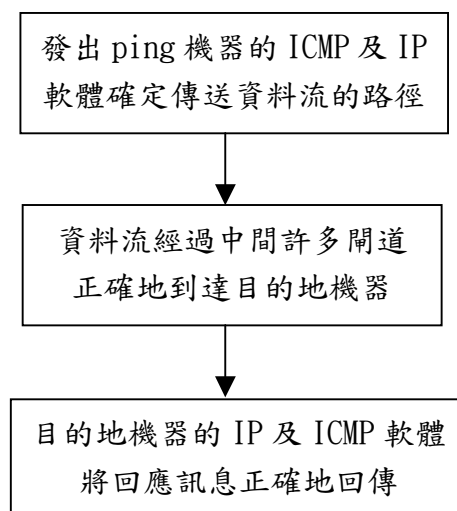 發出 ping 機器的 ICMP 及 IP
軟體確定傳送資料流的路徑
資料流經過中間許多閘道
正確地到達目的地機器
目的地機器的 IP 及 ICMP 軟體
將回應訊息正確地回傳